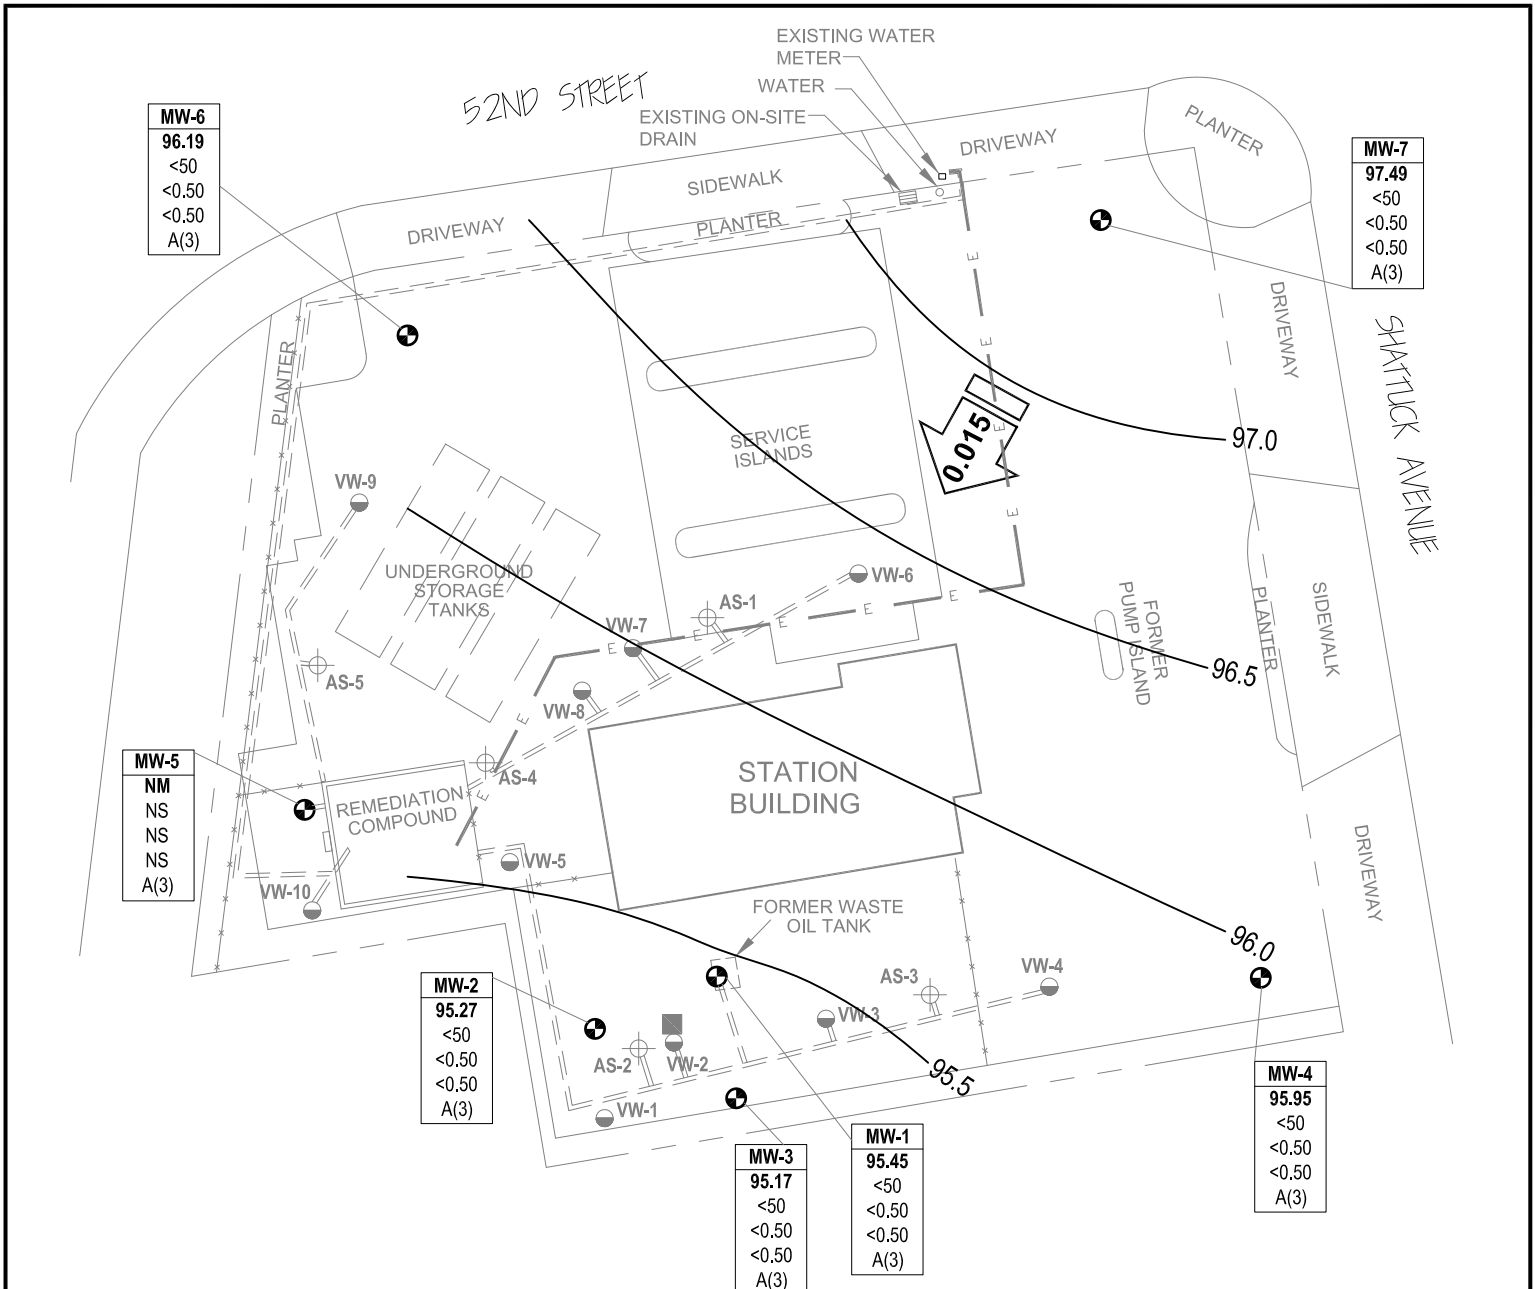 EXISTING WATER
METER
WATER
EXISTING ON-SITE
DRAIN
52ND STREET
MW-6
96.19
<50
<0.50
<0.50
A(3)
PLANTER
DRIVEWAY
SIDEWALK
DRIVEWAY
PLANTER
MW-7
97.49
<50
<0.50
<0.50
A(3)
DRIVEWAY
SHATTUCK AVENUE
PLANTER
E
E
E
E
E
SERVICE
ISLANDS
0.015
97.0
VW-9
UNDERGROUND
STORAGE
TANKS
VW-6
AS-1
VW-7
E
E
E
E
E
FORMER
PUMP ISLAND
PLANTER
SIDEWALK
96.5
AS-5
VW-8
E
AS-4
E
MW-5
NM
NS
NS
NS
A(3)
REMEDIATION
COMPOUND
STATION
BUILDING
DRIVEWAY
VW-5
VW-10
FORMER WASTE
OIL TANK
96.0
MW-2
95.27
<50
<0.50
<0.50
A(3)
AS-3
VW-4
VW-3
AS-2
VW-2
95.5
VW-1
MW-4
95.95
<50
<0.50
<0.50
A(3)
MW-3
95.17
<50
<0.50
<0.50
A(3)
MW-1
95.45
<50
<0.50
<0.50
A(3)